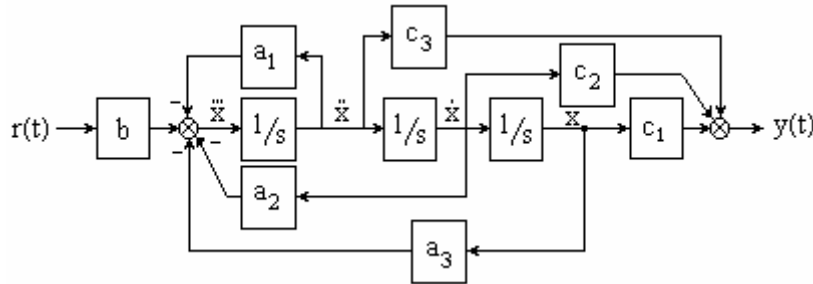 c₃
a₁
c₂
r(t)
b
x⃛
1/s
ẍ
1/s
ẋ
1/s
x
c₁
y(t)
a₂
a₃